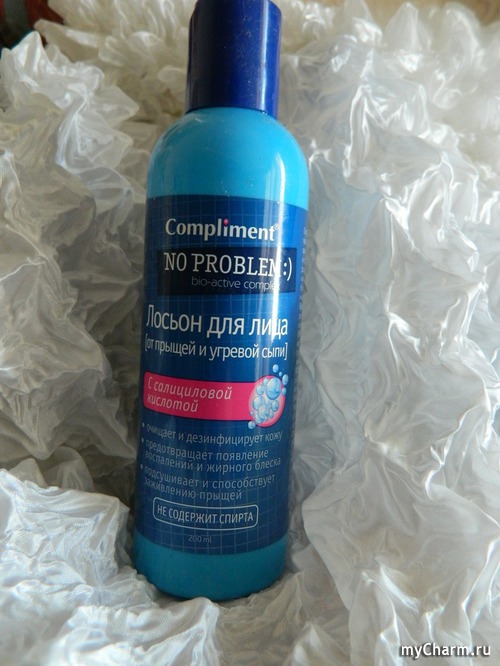 Compliment®
NO PROBLEM:)
bio-active complex
Лосьон для лица
[от прыщей и угревой сыпи]
С салициловой
кислотой
• очищает и дезинфицирует кожу
• предотвращает появление
воспалений и жирного блеска
• подсушивает и способствует
заживлению прыщей
НЕ СОДЕРЖИТ СПИРТА
200 ml
myCharm.ru